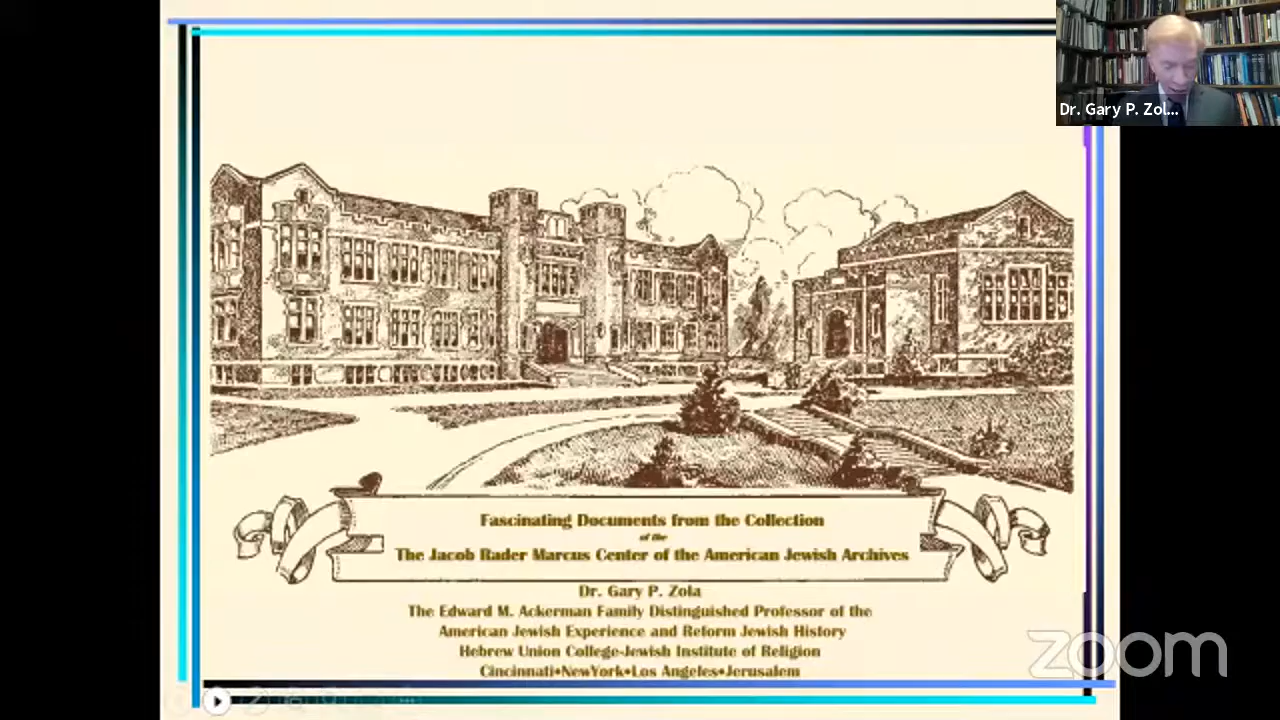 Dr. Gary P. Zol...
Fascinating Documents from the Collection
of the
The Jacob Rader Marcus Center of the American Jewish Archives
Dr. Gary P. Zola
The Edward M. Ackerman Family Distinguished Professor of the
American Jewish Experience and Reform Jewish History
Hebrew Union College-Jewish Institute of Religion
Cincinnati•NewYork•Los Angeles•Jerusalem
zoom